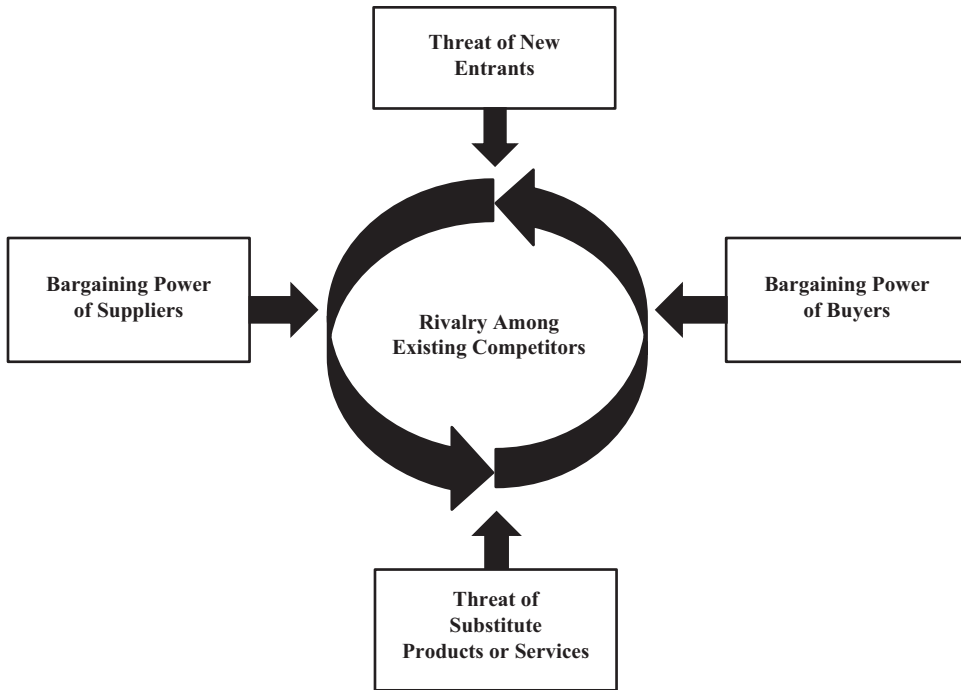 Threat of New
Entrants
Bargaining Power
of Suppliers
Rivalry Among
Existing Competitors
Bargaining Power
of Buyers
Threat of
Substitute
Products or Services